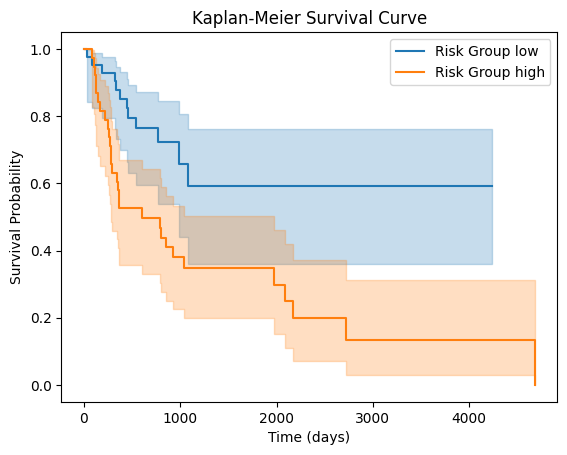 Kaplan-Meier Survival Curve
Risk Group low
Risk Group high
Survival Probability
1.0
0.8
0.6
0.4
0.2
0.0
0 1000 2000 3000 4000
Time (days)